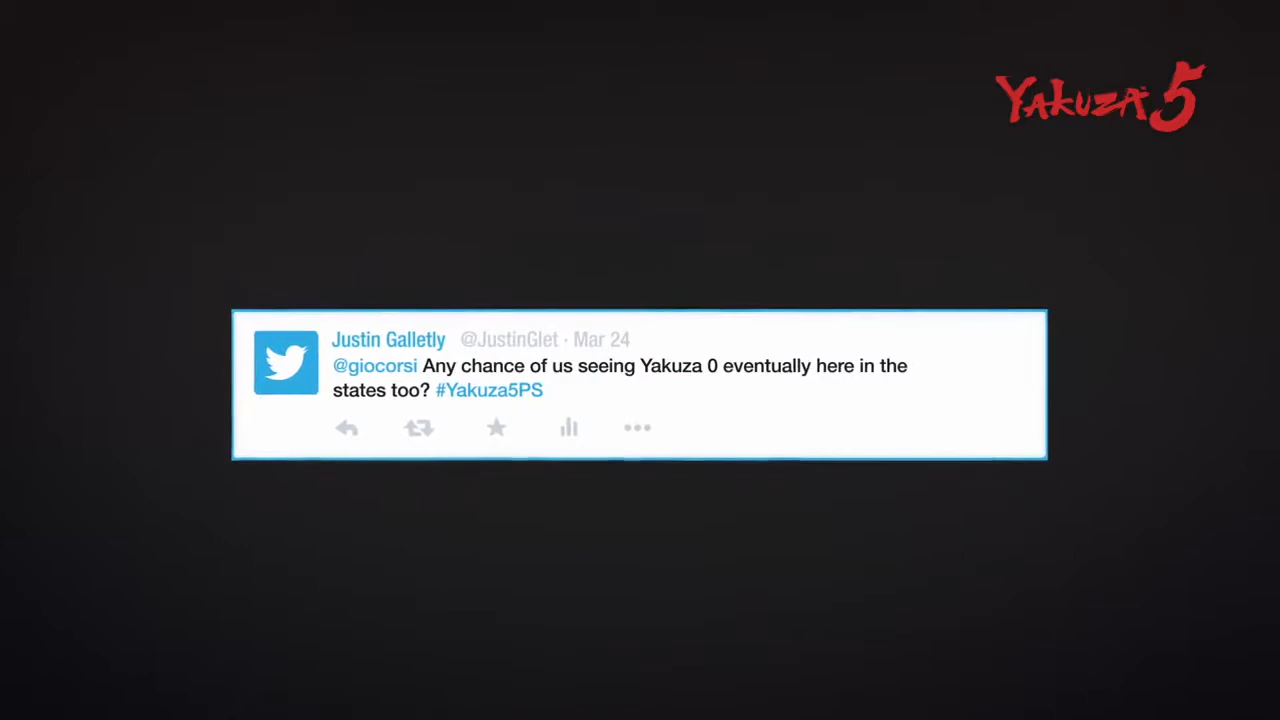 YAKUZA 5
Justin Galletly @JustinGlet · Mar 24
@giocorsi Any chance of us seeing Yakuza 0 eventually here in the
states too? #Yakuza5PS